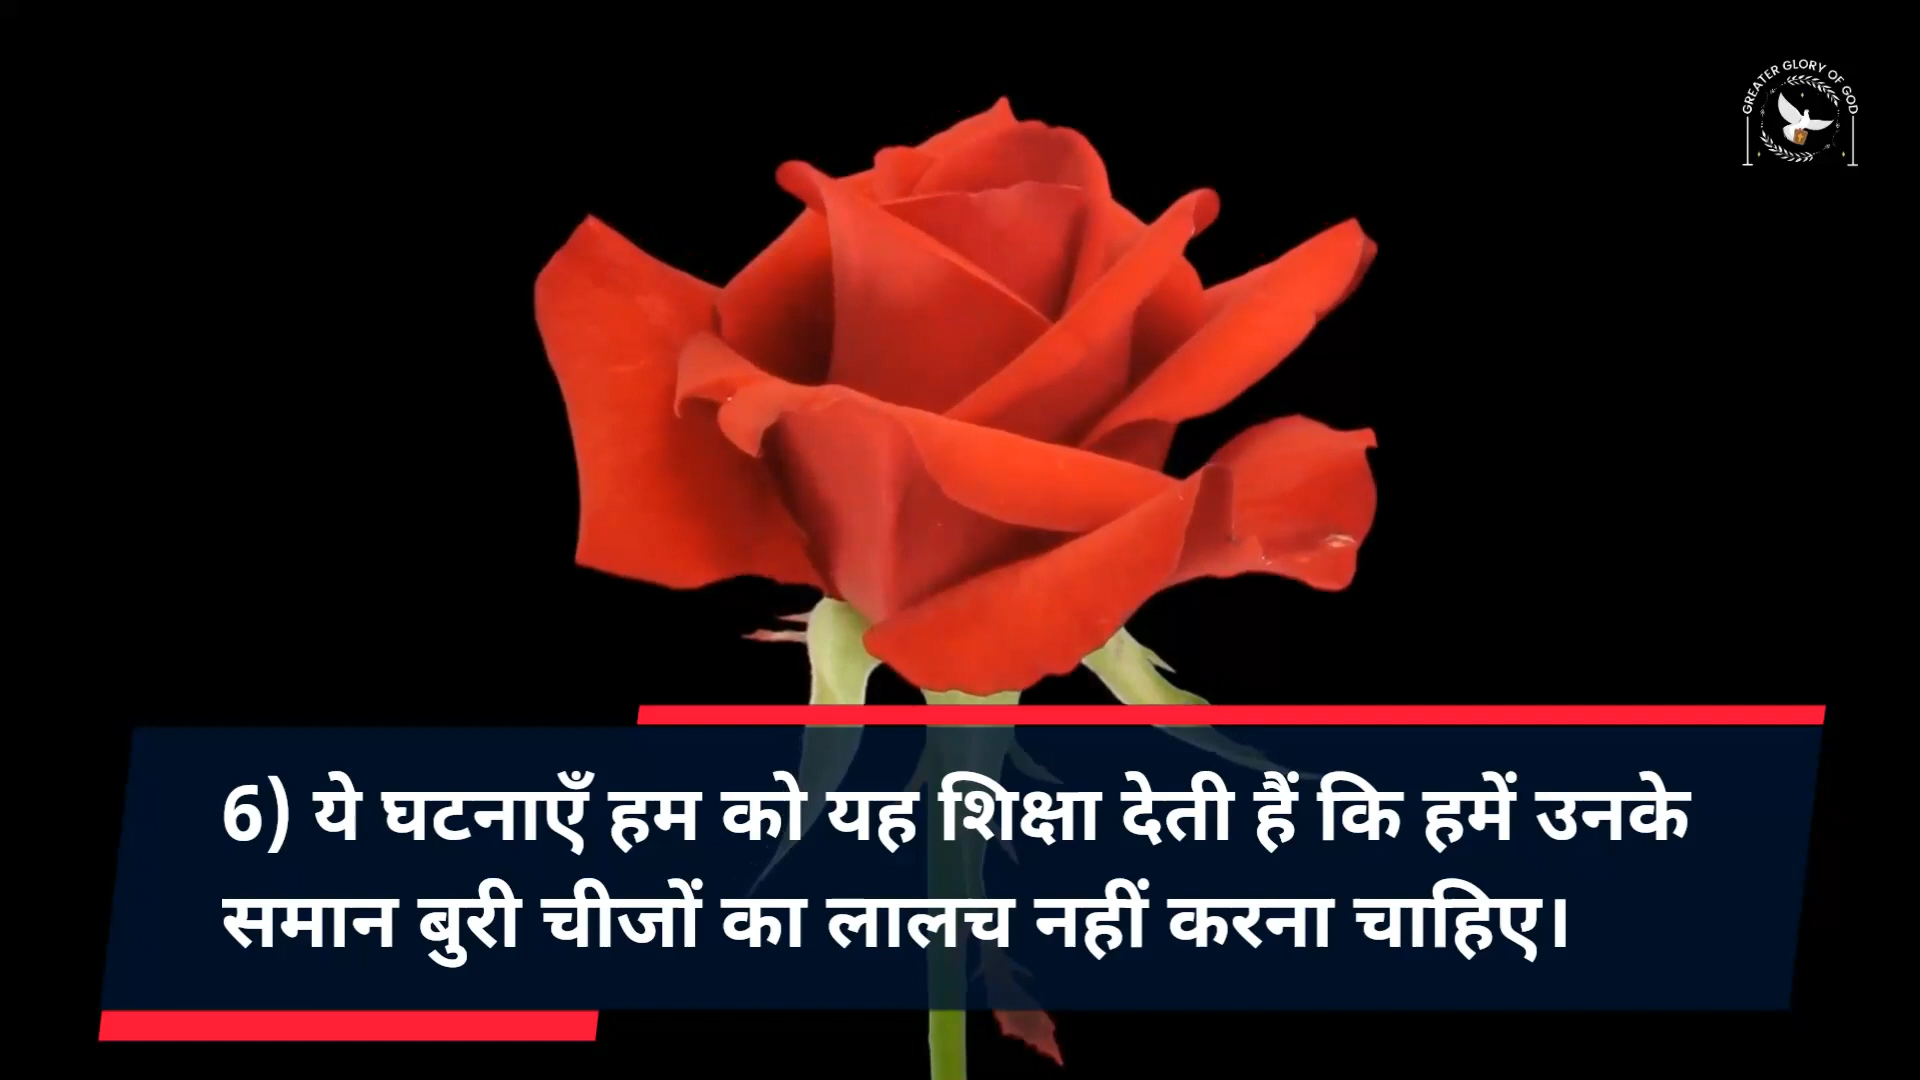 GREATER GLORY OF GOD
6) ये घटनाएँ हम को यह शिक्षा देती हैं कि हमें उनके
समान बुरी चीजों का लालच नहीं करना चाहिए।